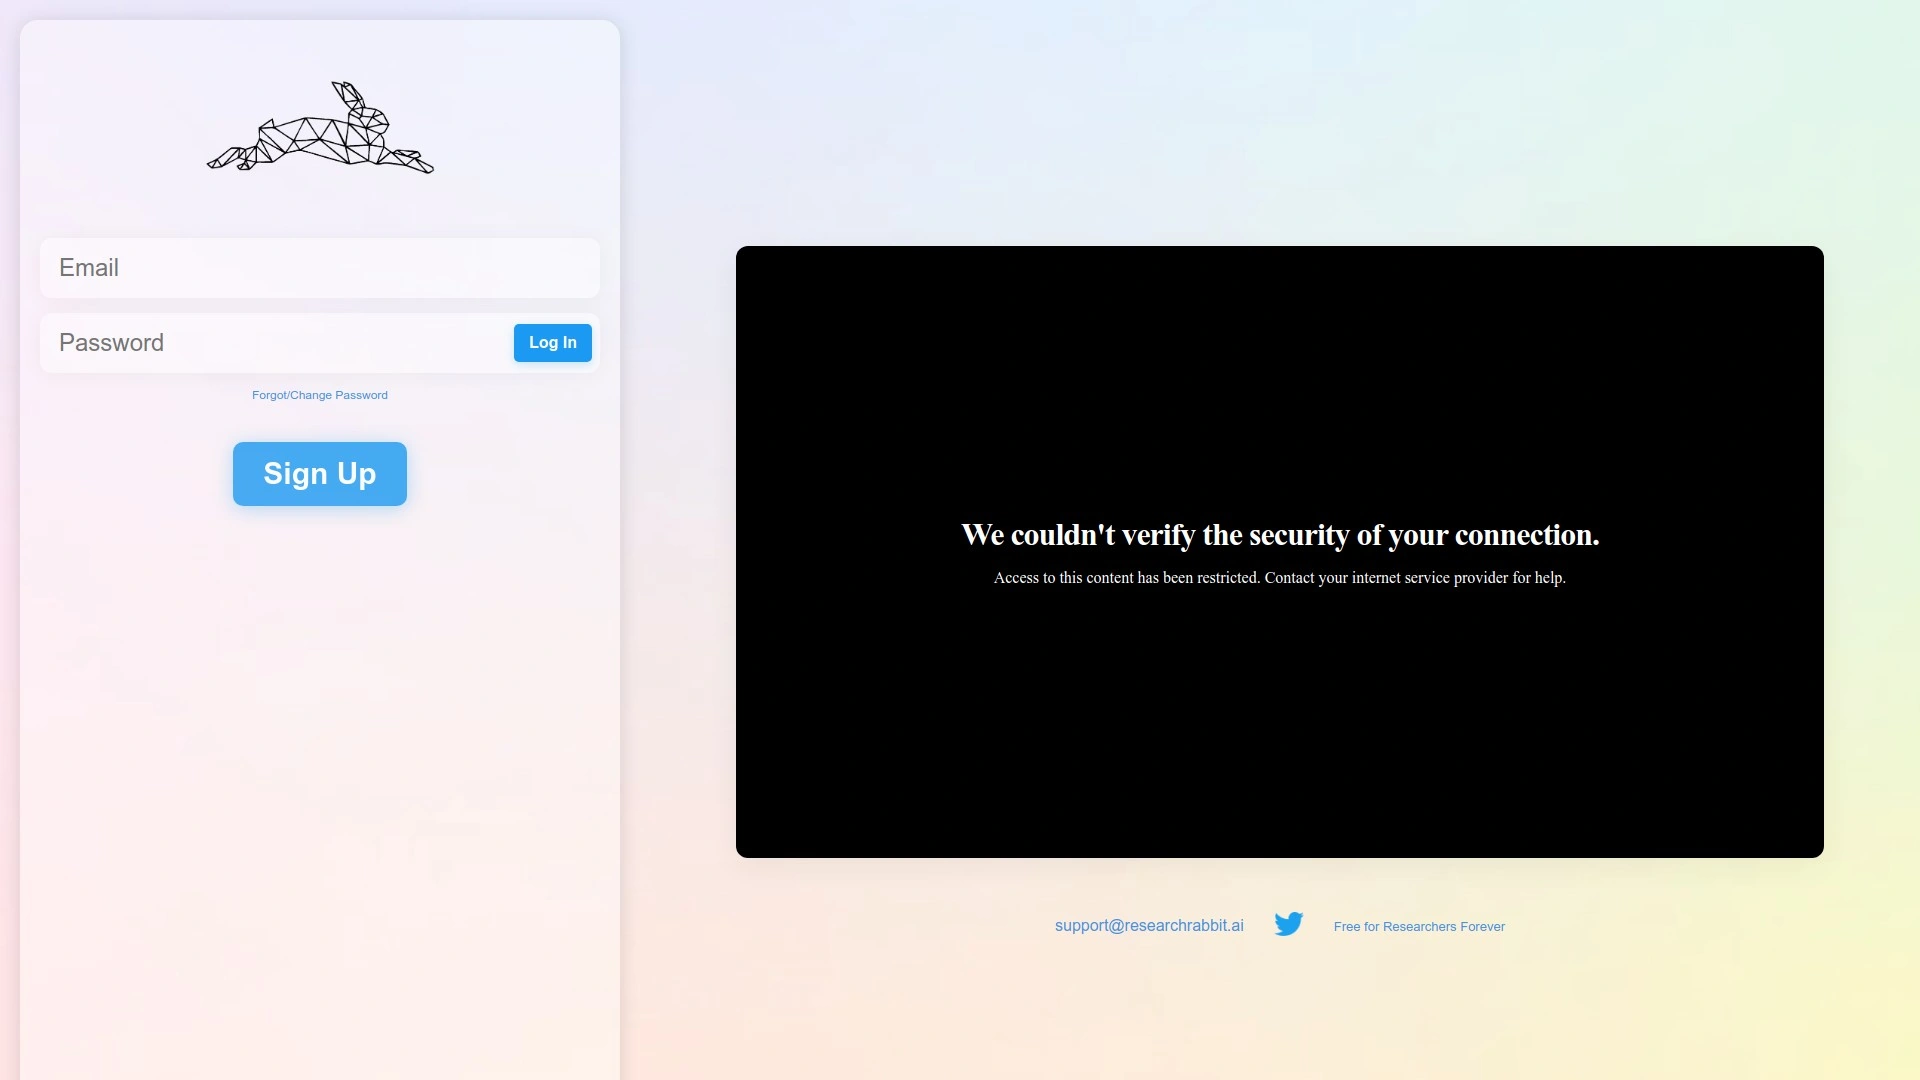 Email
Password
Log In
Forgot/Change Password
Sign Up
We couldn't verify the security of your connection.
Access to this content has been restricted. Contact your internet service provider for help.
support@researchrabbit.ai
Free for Researchers Forever